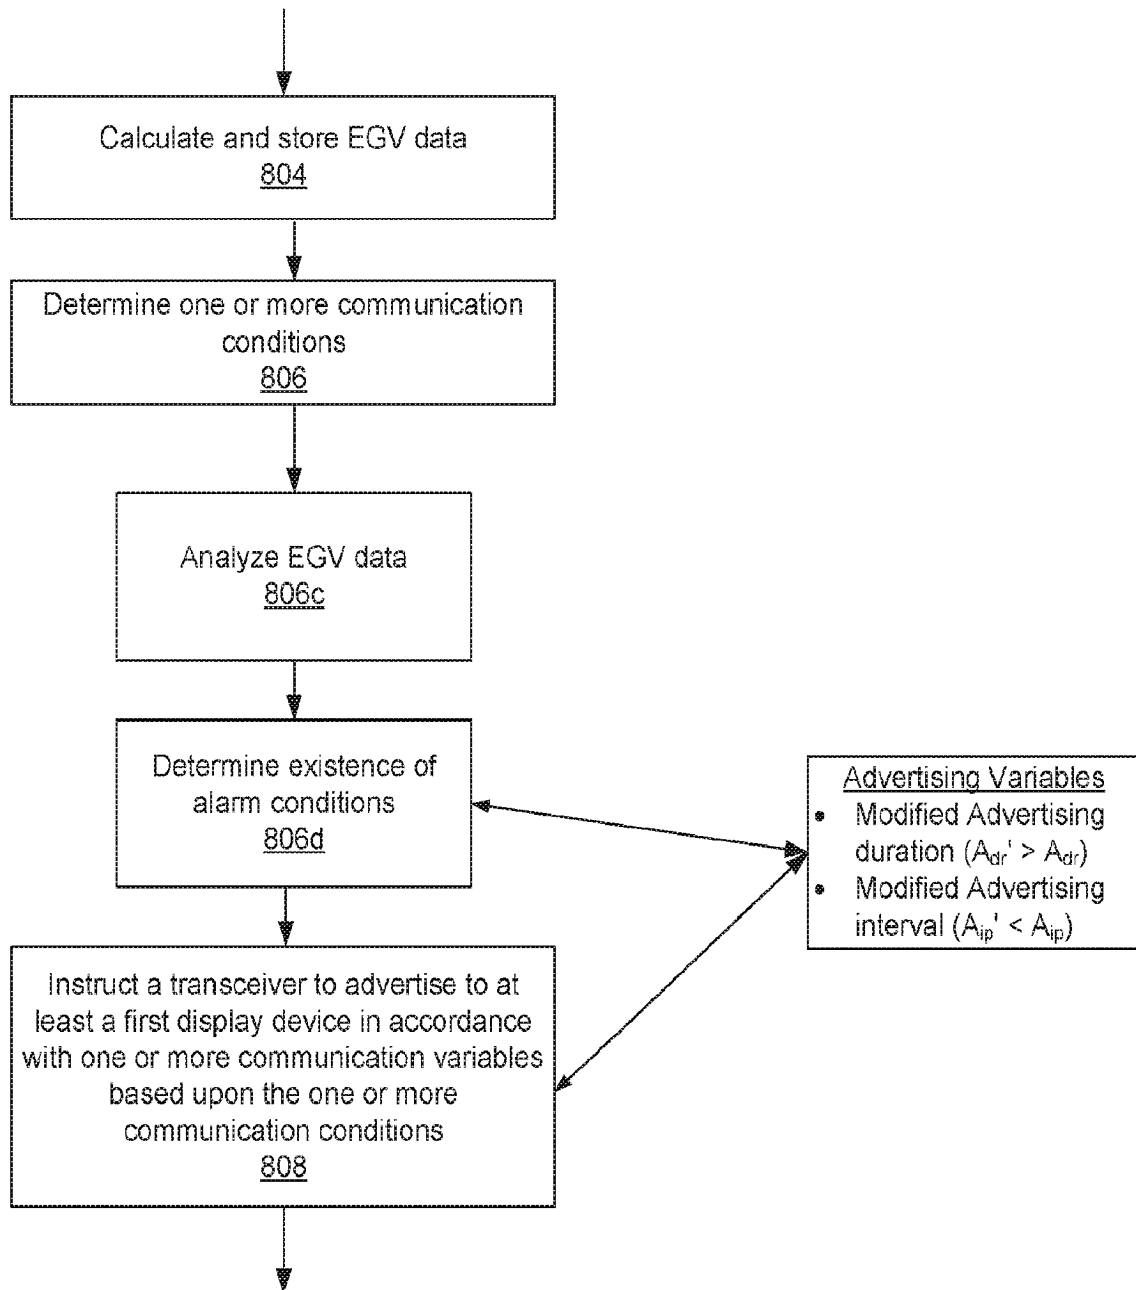 Calculate and store EGV data
804
Determine one or more communication
conditions
806
Analyze EGV data
806c
Determine existence of
alarm conditions
806d
Advertising Variables
• Modified Advertising
duration (Adr' > Adr)
• Modified Advertising
interval (Aip' < Aip)
Instruct a transceiver to advertise to at
least a first display device in accordance
with one or more communication variables
based upon the one or more
communication conditions
808